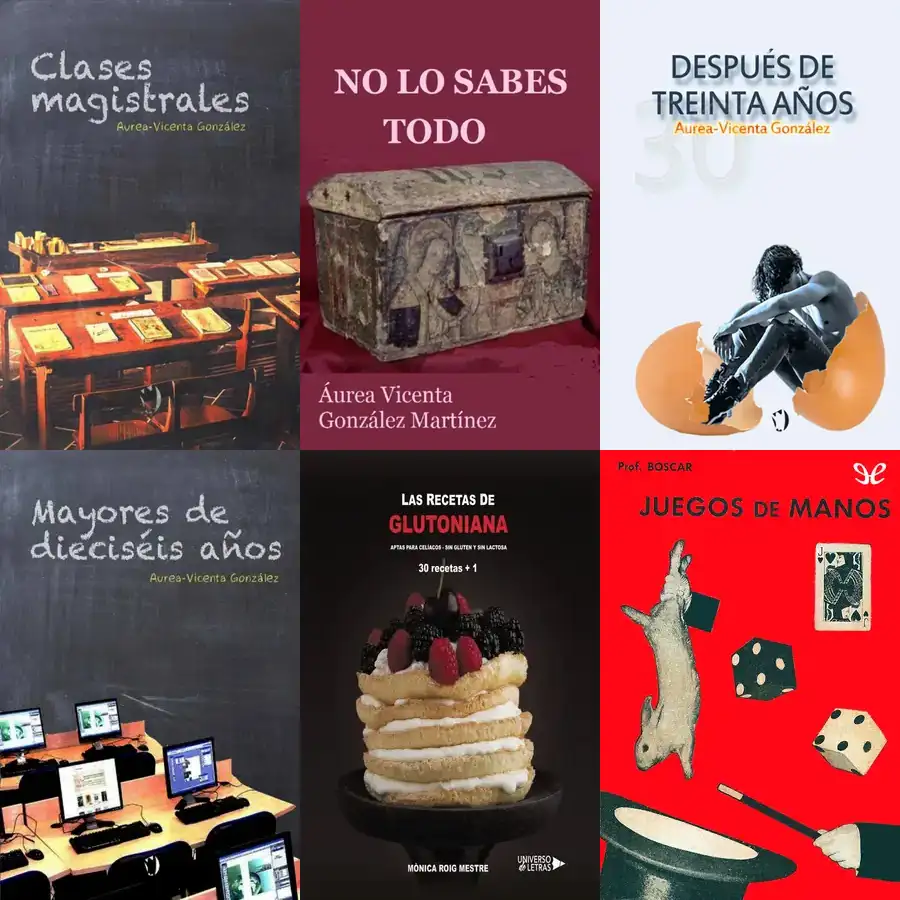 Clases
magistrales
Aurea-Vicenta González
NO LO SABES
TODO
Áurea Vicenta
González Martínez
30
DESPUÉS DE
TREINTA AÑOS
Aurea-Vicenta González
Mayores de
dieciséis años
Aurea-Vicenta González
LAS RECETAS DE
GLUTONIANA
APTAS PARA CELÍACOS - SIN GLUTEN Y SIN LACTOSA
30 recetas + 1
MÒNICA ROIG MESTRE
UNIVERSO
DE LETRAS
Prof. BOSCAR
JUEGOS DE MANOS
J
J